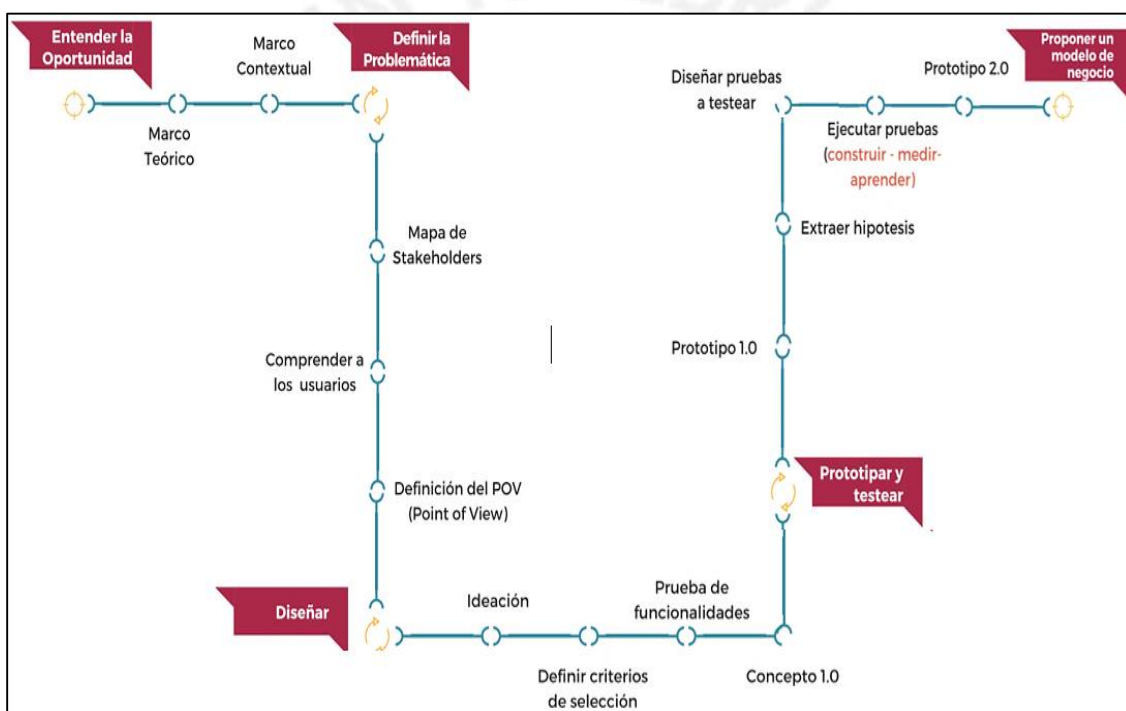 Entender la
Oportunidad
Marco
Teórico
Marco
Contextual
Definir la
Problemática
Mapa de
Stakeholders
Comprender a
los usuarios
Definición del POV
(Point of View)
Diseñar
Ideación
Definir criterios
de selección
Prueba de
funcionalidades
Concepto 1.0
Prototipar y
testear
Prototipo 1.0
Extraer hipotesis
Diseñar pruebas
a testear
Ejecutar pruebas
(construir - medir-
aprender)
Prototipo 2.0
Proponer un
modelo de
negocio